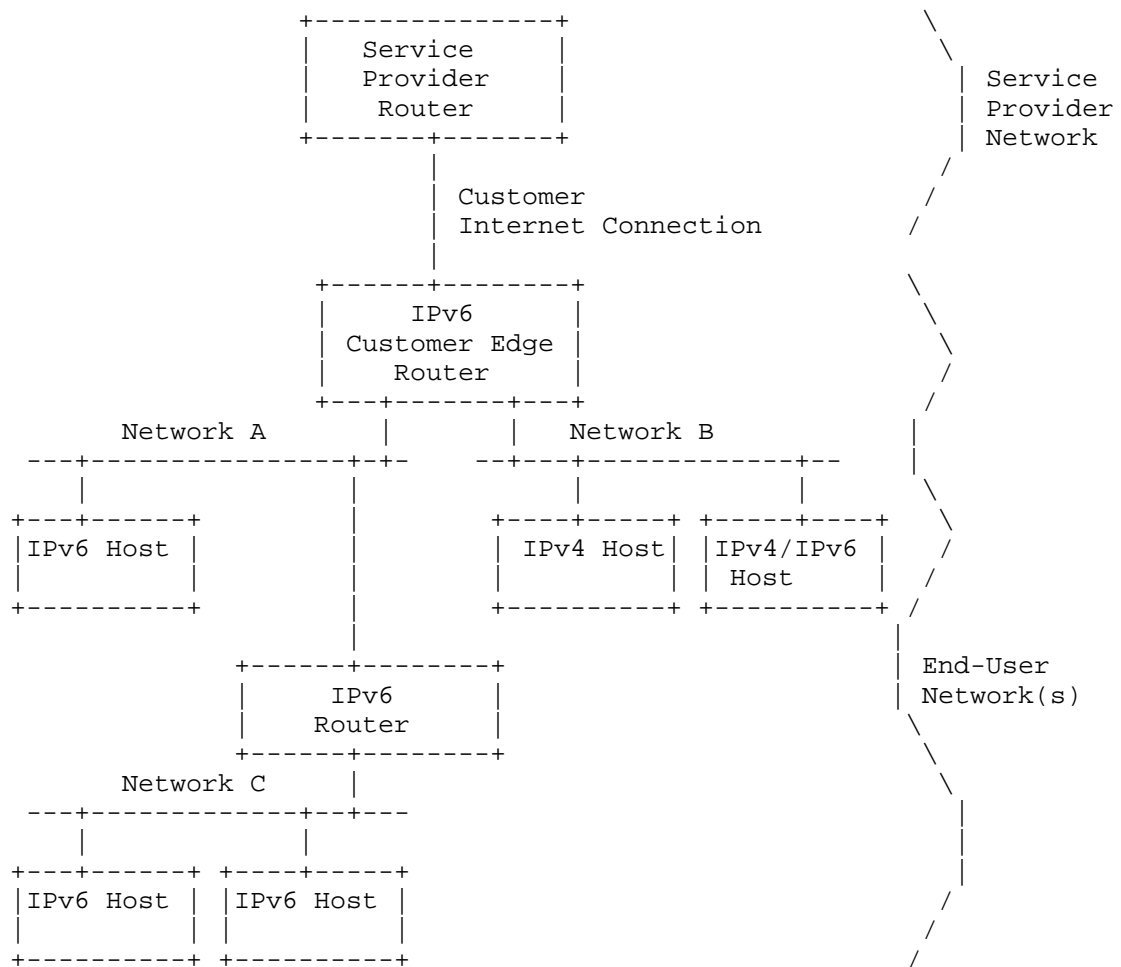 Service
Provider
Router
Service
Provider
Network
Customer
Internet Connection
IPv6
Customer Edge
Router
Network A
Network B
IPv6 Host
IPv4 Host
IPv4/IPv6
Host
IPv6
Router
End-User
Network(s)
Network C
IPv6 Host
IPv6 Host